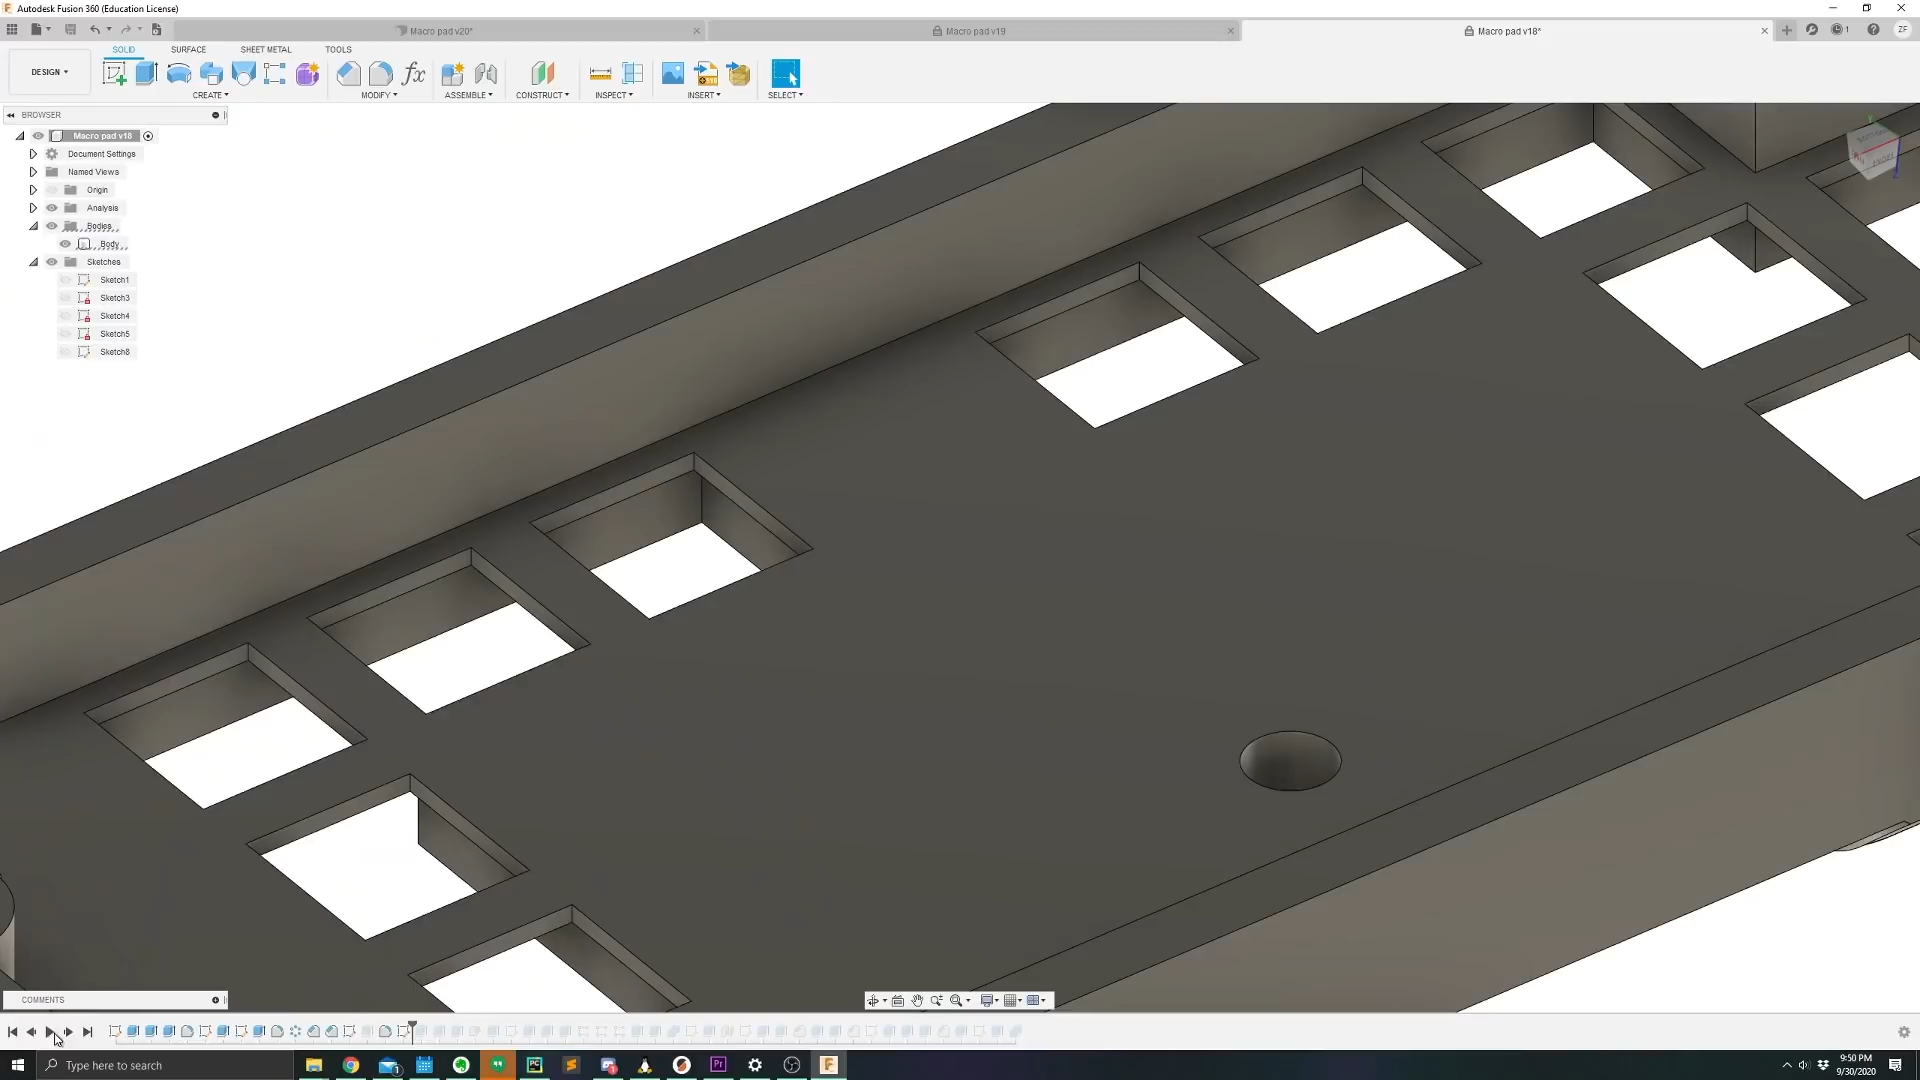 Autodesk Fusion 360 (Education License)
Macro pad v20*
Macro pad v19
Macro pad v18*
1
ZF
DESIGN
SOLID
SURFACE
SHEET METAL
TOOLS
CREATE
MODIFY
ASSEMBLE
CONSTRUCT
INSPECT
INSERT
SELECT
BROWSER
Macro pad v18
Document Settings
Named Views
Origin
Analysis
Bodies
Body
Sketches
Sketch1
Sketch3
Sketch4
Sketch5
Sketch8
COMMENTS
Type here to search
9:50 PM
9/30/2020